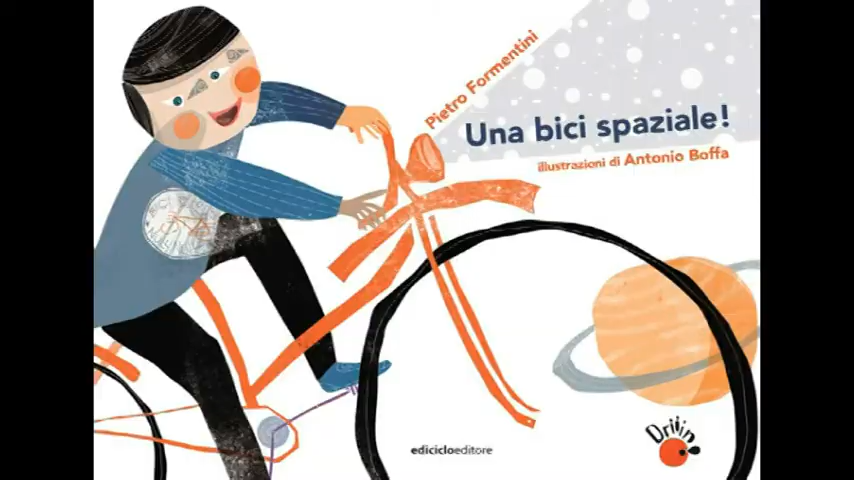 Pietro Formentini
Una bici spaziale!
illustrazioni di Antonio Boffa
Driiin
edicicloeditore